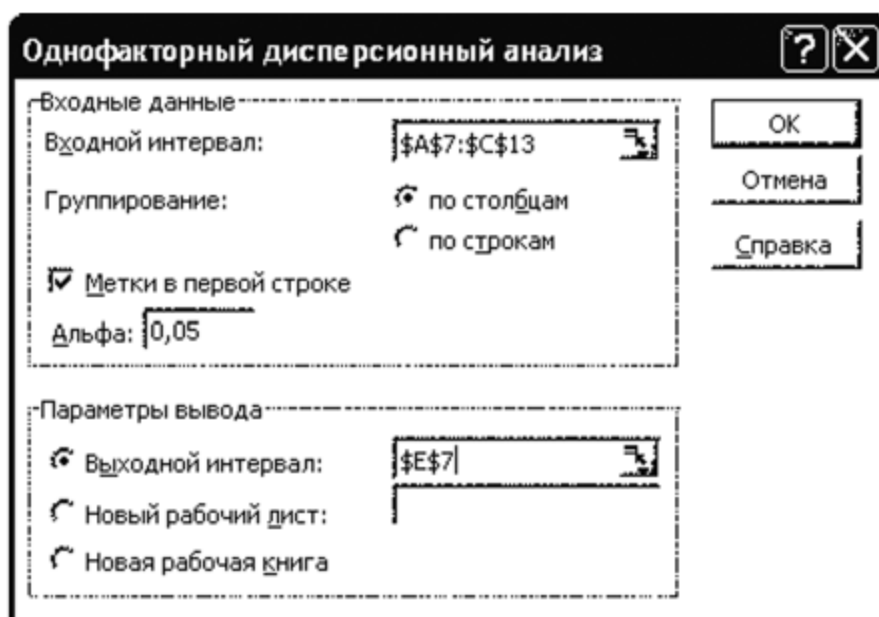 Однофакторный дисперсионный анализ
Входные данные
Входной интервал: $A$7:$C$13
Группирование: по столбцам
по строкам
Метки в первой строке
Альфа: 0,05
OK
Отмена
Справка
Параметры вывода
Выходной интервал: $E$7
Новый рабочий лист:
Новая рабочая книга